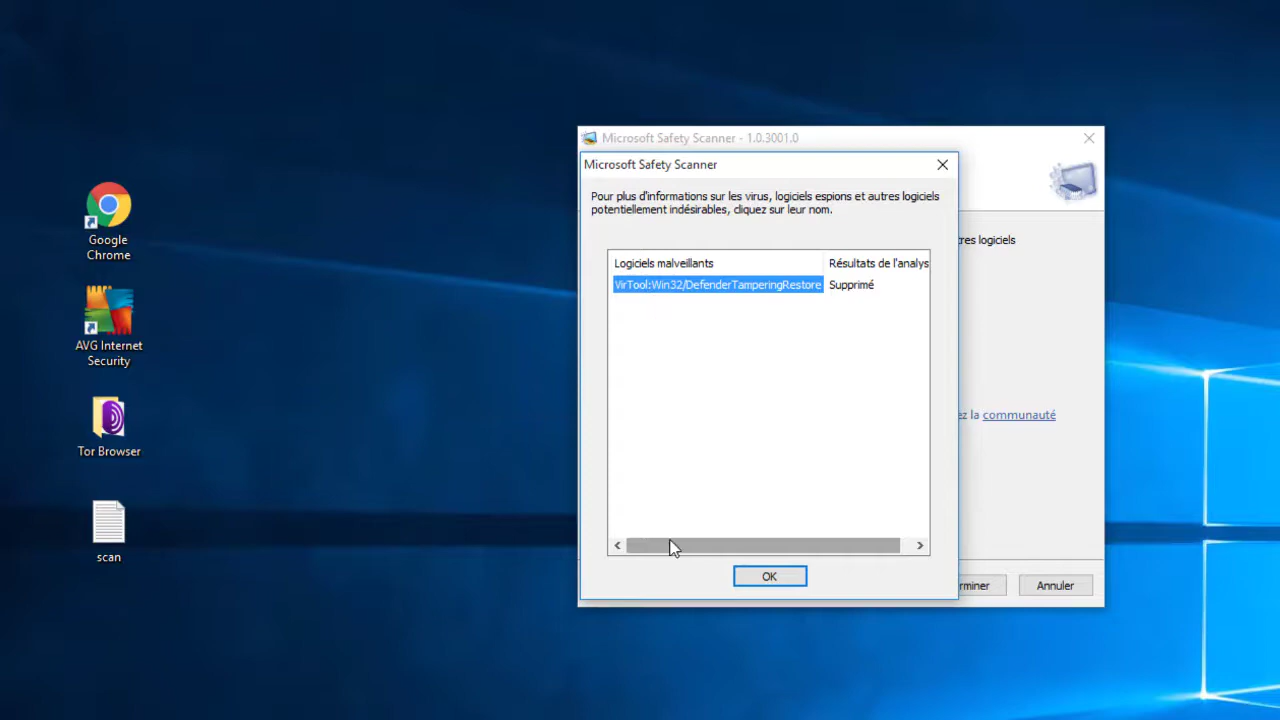 Google
Chrome
AVG Internet
Security
Tor Browser
scan
Microsoft Safety Scanner - 1.0.3001.0
Microsoft Safety Scanner
Pour plus d'informations sur les virus, logiciels espions et autres logiciels
potentiellement indésirables, cliquez sur leur nom.
Logiciels malveillants Résultats de l'analys
VirTool:Win32/DefenderTamperingRestore Supprimé
OK
tres logiciels
ez la communauté
rminer
Annuler